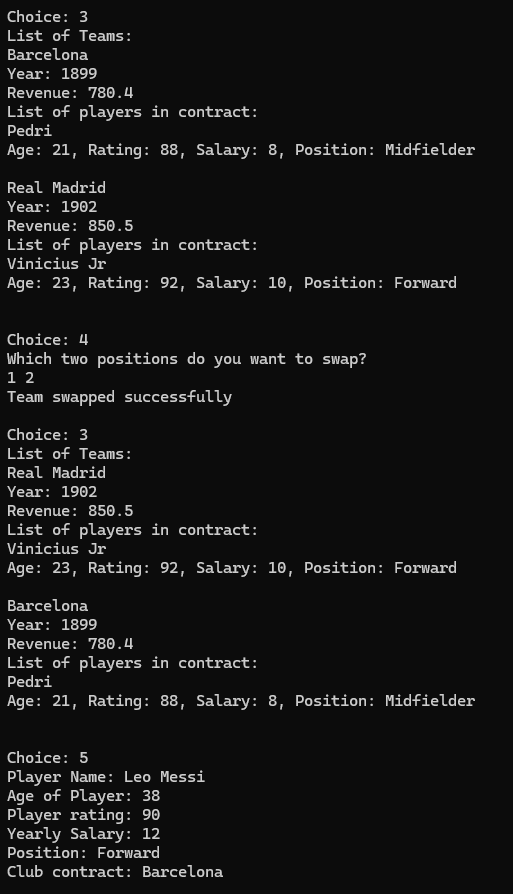 Choice: 3
List of Teams:
Barcelona
Year: 1899
Revenue: 780.4
List of players in contract:
Pedri
Age: 21, Rating: 88, Salary: 8, Position: Midfielder
Real Madrid
Year: 1902
Revenue: 850.5
List of players in contract:
Vinicius Jr
Age: 23, Rating: 92, Salary: 10, Position: Forward
Choice: 4
Which two positions do you want to swap?
1 2
Team swapped successfully
Choice: 3
List of Teams:
Real Madrid
Year: 1902
Revenue: 850.5
List of players in contract:
Vinicius Jr
Age: 23, Rating: 92, Salary: 10, Position: Forward
Barcelona
Year: 1899
Revenue: 780.4
List of players in contract:
Pedri
Age: 21, Rating: 88, Salary: 8, Position: Midfielder
Choice: 5
Player Name: Leo Messi
Age of Player: 38
Player rating: 90
Yearly Salary: 12
Position: Forward
Club contract: Barcelona